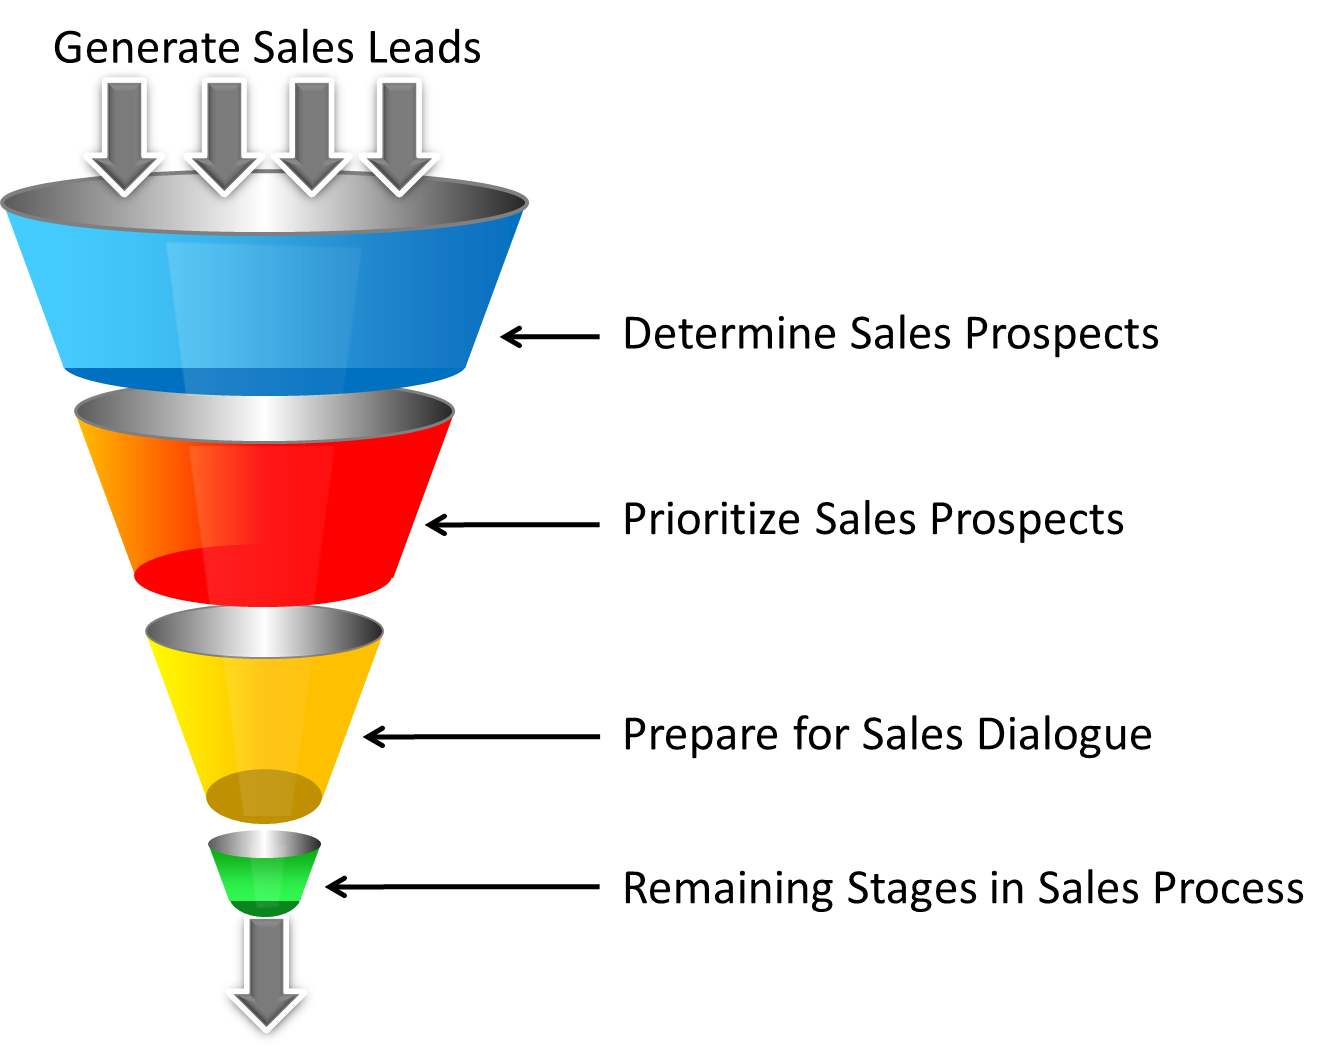 Generate Sales Leads
Determine Sales Prospects
Prioritize Sales Prospects
Prepare for Sales Dialogue
Remaining Stages in Sales Process